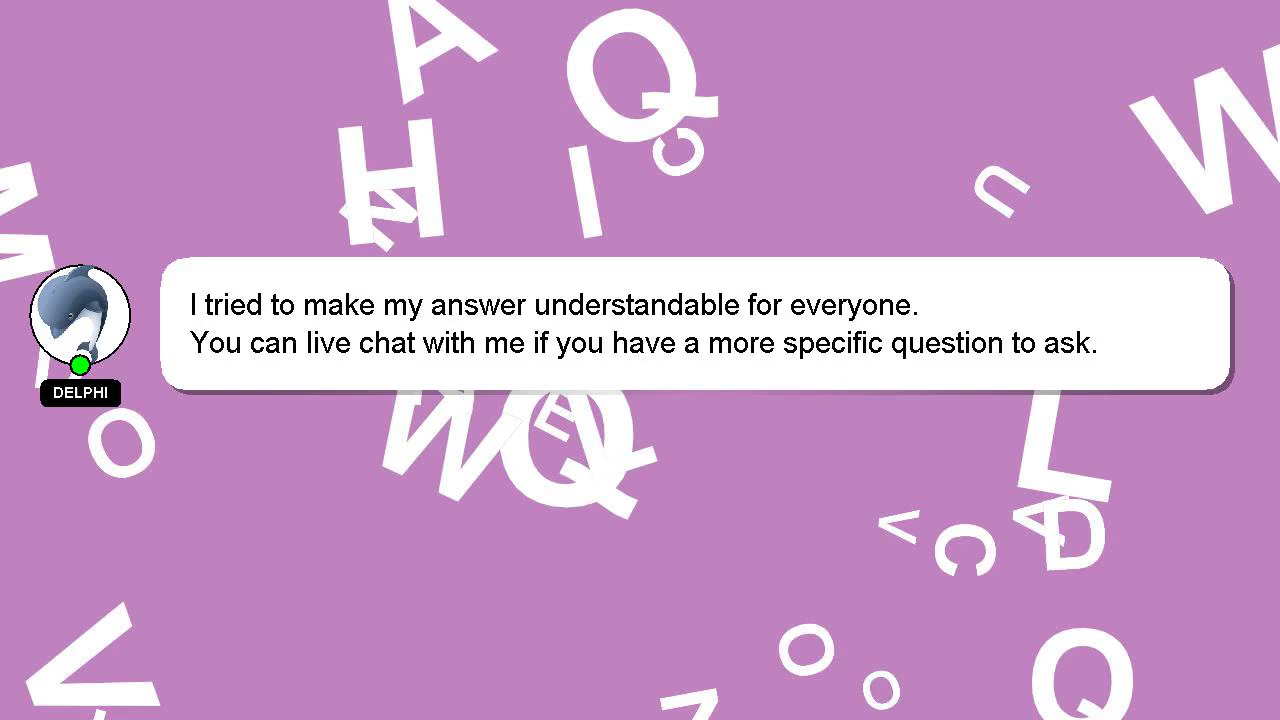 A
Q
W
H
C
I
M
U
M
I tried to make my answer understandable for everyone.
You can live chat with me if you have a more specific question to ask.
DELPHI
O
W
Q
E
L
V
C
A
D
V
O
O
Q